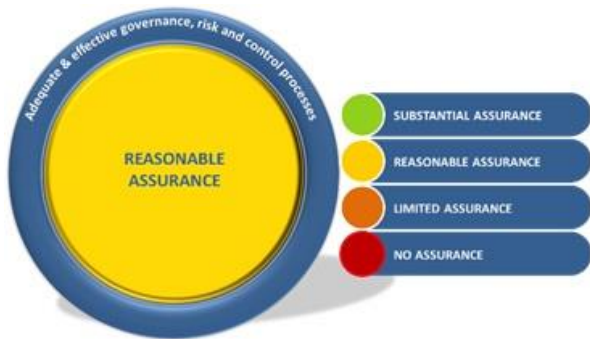 Adequate & effective governance, risk and control processes
REASONABLE
ASSURANCE
SUBSTANTIAL ASSURANCE
REASONABLE ASSURANCE
LIMITED ASSURANCE
NO ASSURANCE